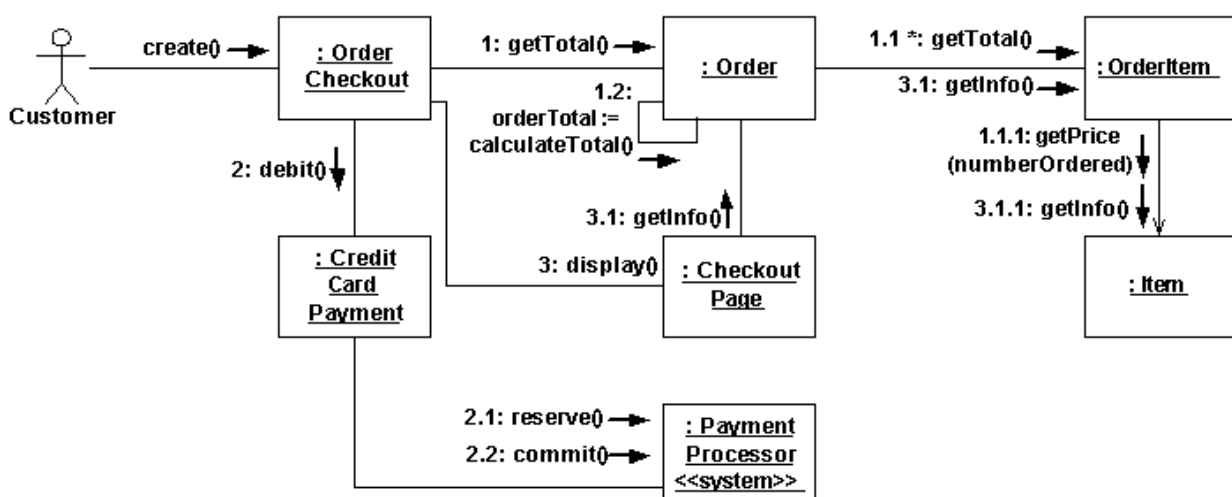 create()
Customer
: Order
Checkout
1: getTotal()
: Order
1.1 *: getTotal()
3.1: getInfo()
:OrderItem
1.2:
orderTotal :=
calculateTotal()
1.1.1: getPrice
(numberOrdered)
2: debit()
3.1: getInfo()
3.1.1: getInfo()
: Credit
Card
Payment
3: display()
: Checkout
Page
: Item
2.1: reserve()
2.2: commit()
: Payment
Processor
<<system>>